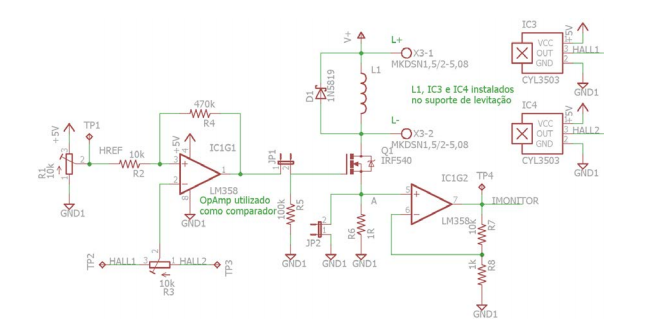 IC3
+5V
VCC
OUT
GND
3
HALL1
CYL3503
GND1
V+
L+
X3-1
MKDSN1,5/2-5,08
D1
1N5819
L1
L1, IC3 e IC4 instalados
no suporte de levitação
IC4
+5V
VCC
OUT
GND
3
HALL2
CYL3503
GND1
L-
X3-2
MKDSN1,5/2-5,08
470k
R4
TP1
+5V
HREF
10k
R2
R1
10k
3
2
1
GND1
+5V
IC1G1
4
3
2
1
8
LM358
OpAmp utilizado
como comparador
GND1
JP1
Q1
IRF540
100k
R5
GND1
JP2
2
1
GND1
A
R6
1R
GND1
IC1G2
5
6
7
LM358
TP4
IMONITOR
10k
R7
1k
R8
GND1
TP2
HALL1
3
2
1
HALL2
TP3
10k
R3